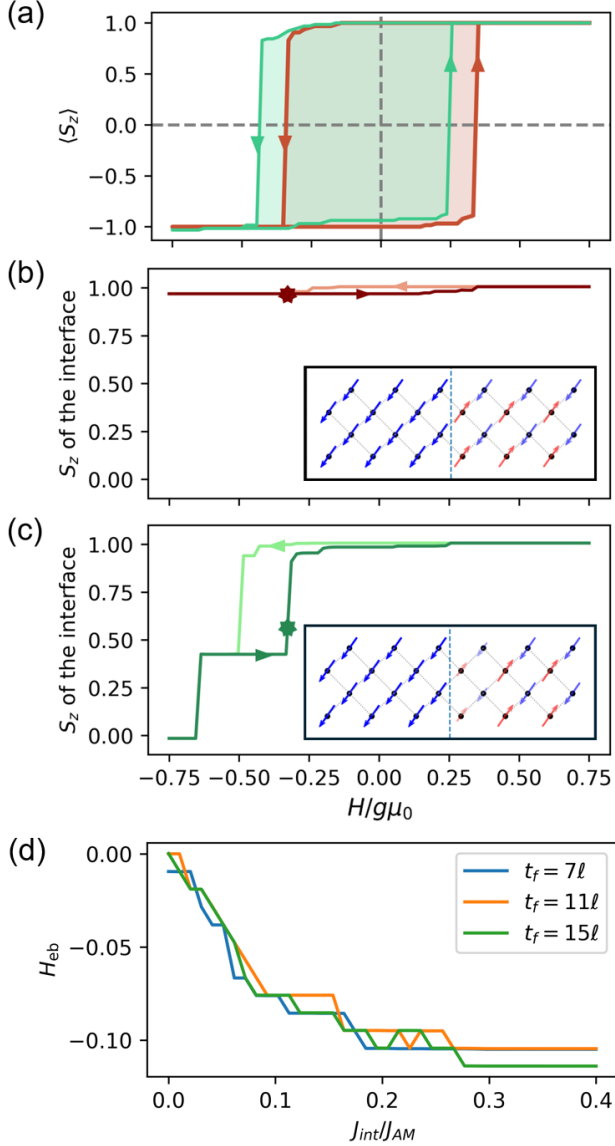 (a)
1.0
0.5
0.0
−0.5
−1.0
⟨S_z⟩
(b)
1.00
0.75
0.50
0.25
0.00
S_z of the interface
(c)
1.00
0.75
0.50
0.25
0.00
S_z of the interface
−0.75 −0.50 −0.25 0.00 0.25 0.50 0.75
H/gμ_0
(d)
0.00
−0.05
−0.10
H_eb
t_f = 7ℓ
t_f = 11ℓ
t_f = 15ℓ
0.0 0.1 0.2 0.3 0.4
J_int/J_AM